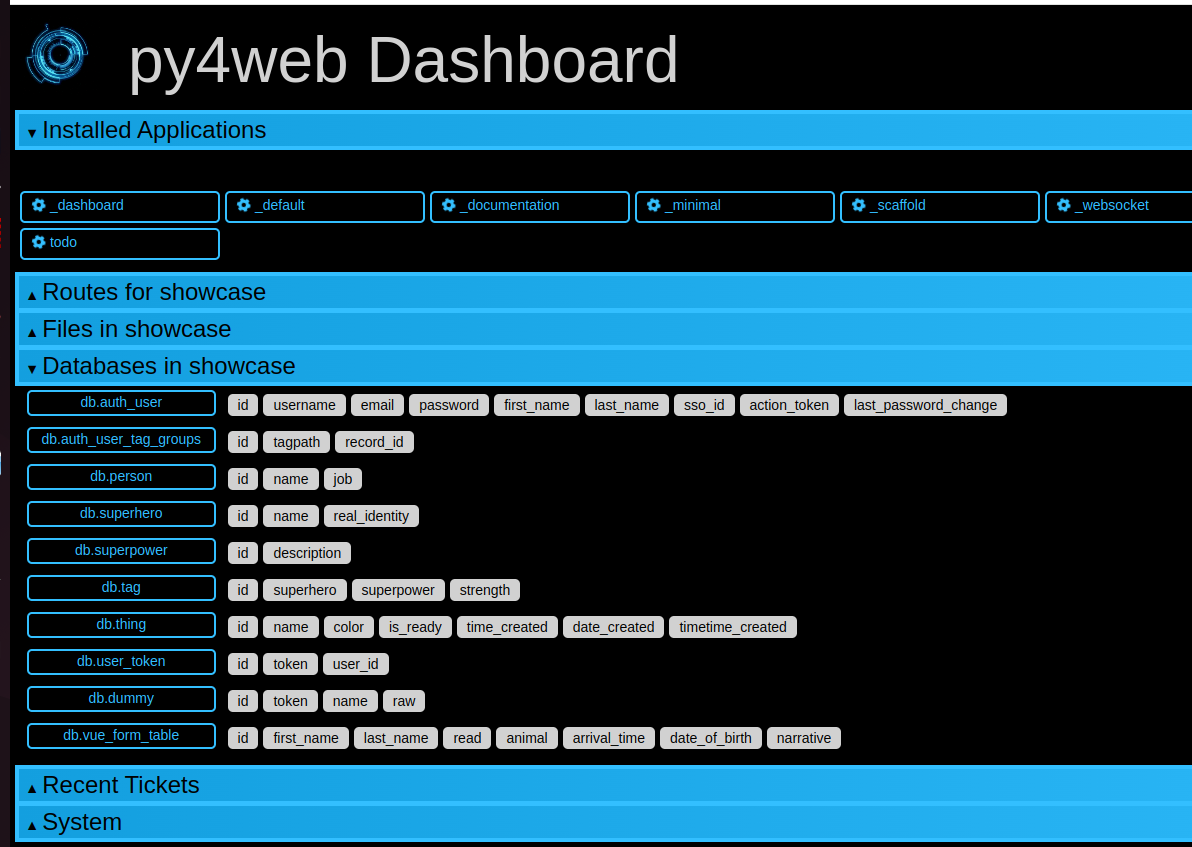 py4web Dashboard
▾ Installed Applications
_dashboard _default _documentation _minimal _scaffold _websocket
todo
▴ Routes for showcase
▴ Files in showcase
▾ Databases in showcase
db.auth_user id username email password first_name last_name sso_id action_token last_password_change
db.auth_user_tag_groups id tagpath record_id
db.person id name job
db.superhero id name real_identity
db.superpower id description
db.tag id superhero superpower strength
db.thing id name color is_ready time_created date_created timetime_created
db.user_token id token user_id
db.dummy id token name raw
db.vue_form_table id first_name last_name read animal arrival_time date_of_birth narrative
▴ Recent Tickets
▴ System